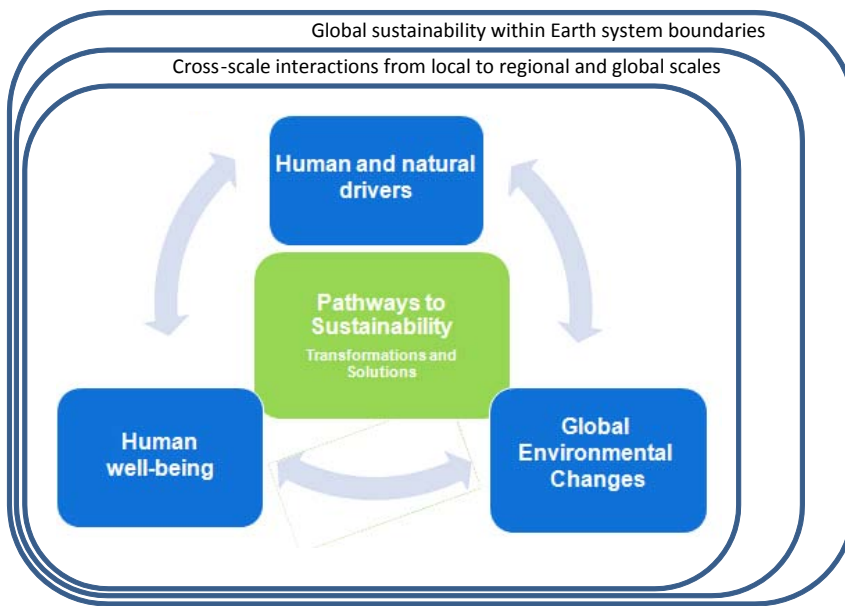 Global sustainability within Earth system boundaries
Cross-scale interactions from local to regional and global scales
Human and natural
drivers
Pathways to
Sustainability
Transformations and
Solutions
Human
well-being
Global
Environmental
Changes